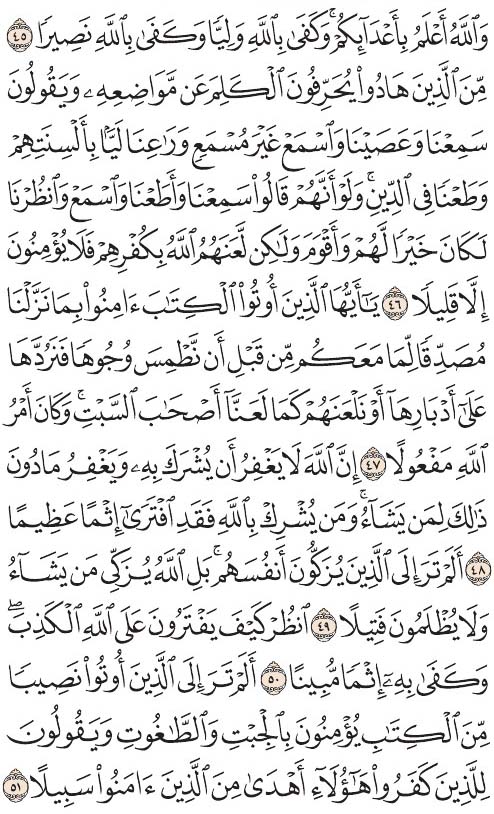 وَٱللَّهُ أَعۡلَمُ بِأَعۡدَآئِكُمۡۚ وَكَفَىٰ بِٱللَّهِ وَلِيّٗا وَكَفَىٰ بِٱللَّهِ نَصِيرٗا ٤٥
مِّنَ ٱلَّذِينَ هَادُواْ يُحَرِّفُونَ ٱلۡكَلِمَ عَن مَّوَاضِعِهِۦ وَيَقُولُونَ
سَمِعۡنَا وَعَصَيۡنَا وَٱسۡمَعۡ غَيۡرَ مُسۡمَعٖ وَرَٰعِنَا لَيَّۢا بِأَلۡسِنَتِهِمۡ
وَطَعۡنٗا فِي ٱلدِّينِۚ وَلَوۡ أَنَّهُمۡ قَالُواْ سَمِعۡنَا وَأَطَعۡنَا وَٱسۡمَعۡ وَٱنظُرۡنَا
لَكَانَ خَيۡرٗا لَّهُمۡ وَأَقۡوَمَ وَلَٰكِن لَّعَنَهُمُ ٱللَّهُ بِكُفۡرِهِمۡ فَلَا يُؤۡمِنُونَ
إِلَّا قَلِيلٗا ٤٦ يَٰٓأَيُّهَا ٱلَّذِينَ أُوتُواْ ٱلۡكِتَٰبَ ءَامِنُواْ بِمَا نَزَّلۡنَا
مُصَدِّقٗا لِّمَا مَعَكُم مِّن قَبۡلِ أَن نَّطۡمِسَ وُجُوهٗا فَنَرُدَّهَا
عَلَىٰٓ أَدۡبَارِهَآ أَوۡ نَلۡعَنَهُمۡ كَمَا لَعَنَّآ أَصۡحَٰبَ ٱلسَّبۡتِۚ وَكَانَ أَمۡرُ
ٱللَّهِ مَفۡعُولًا ٤٧ إِنَّ ٱللَّهَ لَا يَغۡفِرُ أَن يُشۡرَكَ بِهِۦ وَيَغۡفِرُ مَا دُونَ
ذَٰلِكَ لِمَن يَشَآءُۚ وَمَن يُشۡرِكۡ بِٱللَّهِ فَقَدِ ٱفۡتَرَىٰٓ إِثۡمًا عَظِيمًا
٤٨ أَلَمۡ تَرَ إِلَى ٱلَّذِينَ يُزَكُّونَ أَنفُسَهُمۚ بَلِ ٱللَّهُ يُزَكِّي مَن يَشَآءُ
وَلَا يُظۡلَمُونَ فَتِيلًا ٤٩ ٱنظُرۡ كَيۡفَ يَفۡتَرُونَ عَلَى ٱللَّهِ ٱلۡكَذِبَۖ
وَكَفَىٰ بِهِۦٓ إِثۡمٗا مُّبِينًا ٥٠ أَلَمۡ تَرَ إِلَى ٱلَّذِينَ أُوتُواْ نَصِيبٗا
مِّنَ ٱلۡكِتَٰبِ يُؤۡمِنُونَ بِٱلۡجِبۡتِ وَٱلطَّٰغُوتِ وَيَقُولُونَ
لِلَّذِينَ كَفَرُواْ هَٰٓؤُلَآءِ أَهۡدَىٰ مِنَ ٱلَّذِينَ ءَامَنُواْ سَبِيلًا ٥١